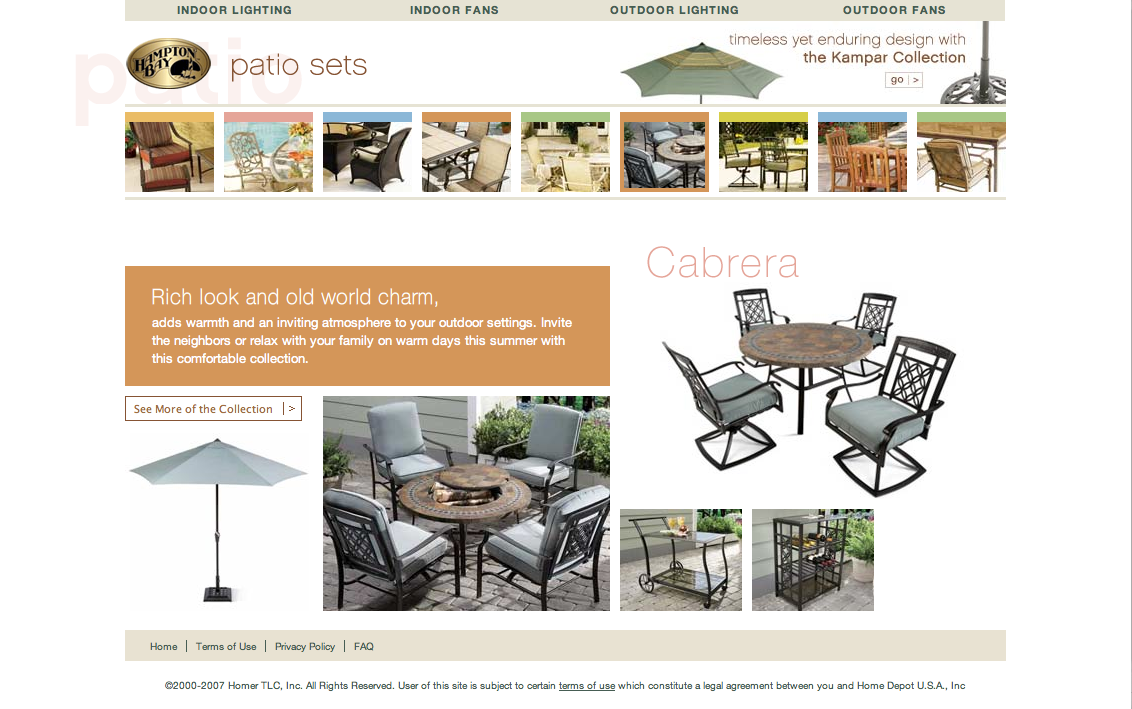 INDOOR LIGHTING INDOOR FANS OUTDOOR LIGHTING OUTDOOR FANS
patio
HAMPTON BAY
patio sets
timeless yet enduring design with
the Kampar Collection
go | >
Cabrera
Rich look and old world charm,
adds warmth and an inviting atmosphere to your outdoor settings. Invite
the neighbors or relax with your family on warm days this summer with
this comfortable collection.
See More of the Collection | >
Home | Terms of Use | Privacy Policy | FAQ
©2000-2007 Homer TLC, Inc. All Rights Reserved. User of this site is subject to certain terms of use which constitute a legal agreement between you and Home Depot U.S.A., Inc